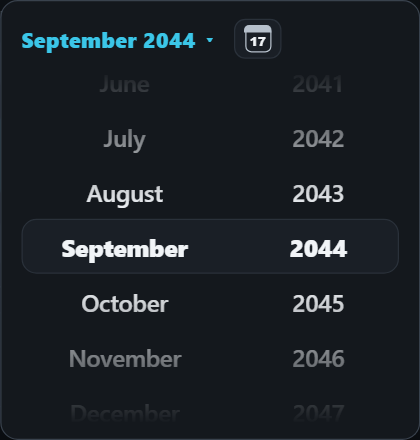 September 2044
17
June 2041
July 2042
August 2043
September 2044
October 2045
November 2046
December 2047